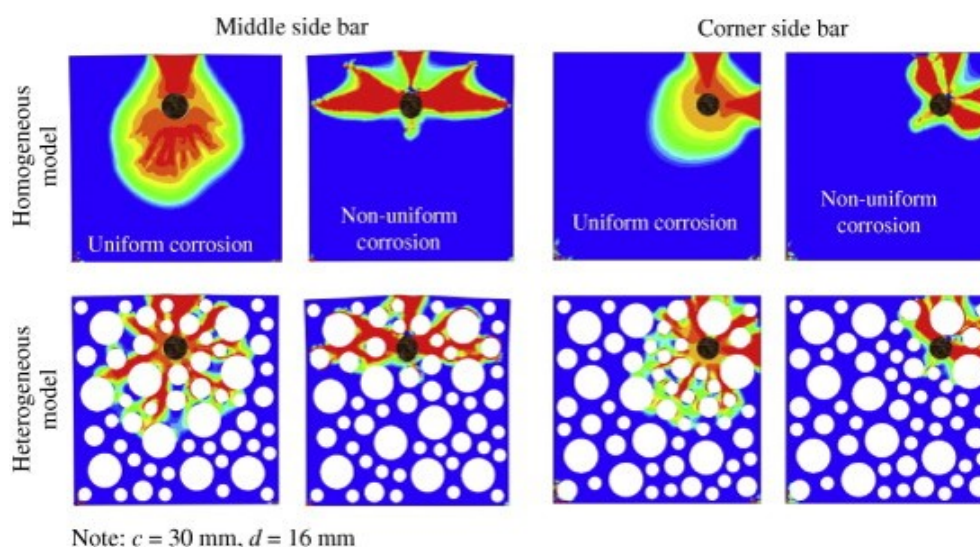 Middle side bar
Corner side bar
Homogeneous
model
Uniform corrosion
Non-uniform
corrosion
Uniform corrosion
Non-uniform
corrosion
Heterogeneous
model
Note: c = 30 mm, d = 16 mm